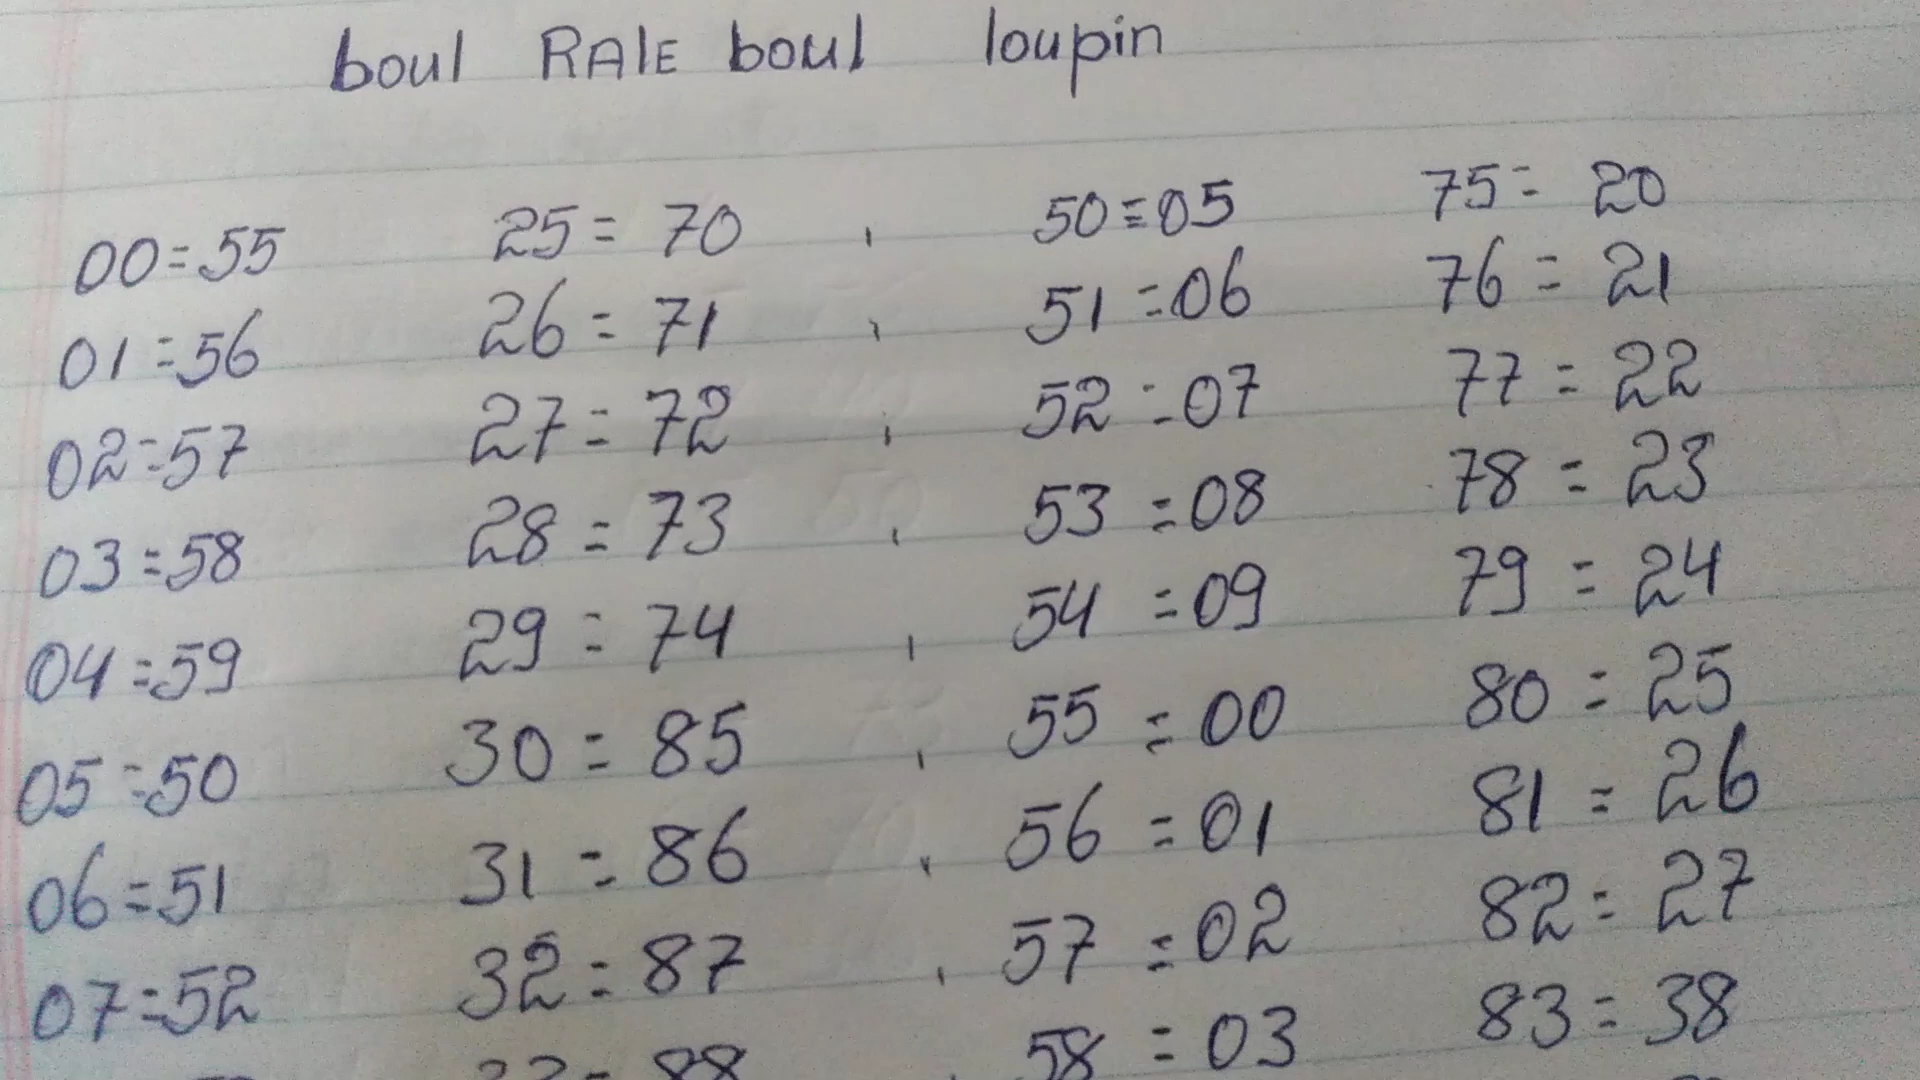 boul RALE boul loupin
00=55 25=70 50=05 75=20
01=56 26=71 51=06 76=21
02=57 27=72 52=07 77=22
03=58 28=73 53=08 78=23
04=59 29=74 54=09 79=24
05=50 30=85 55=00 80=25
06=51 31=86 56=01 81=26
07=52 32=87 57=02 82=27
58=03 83=38